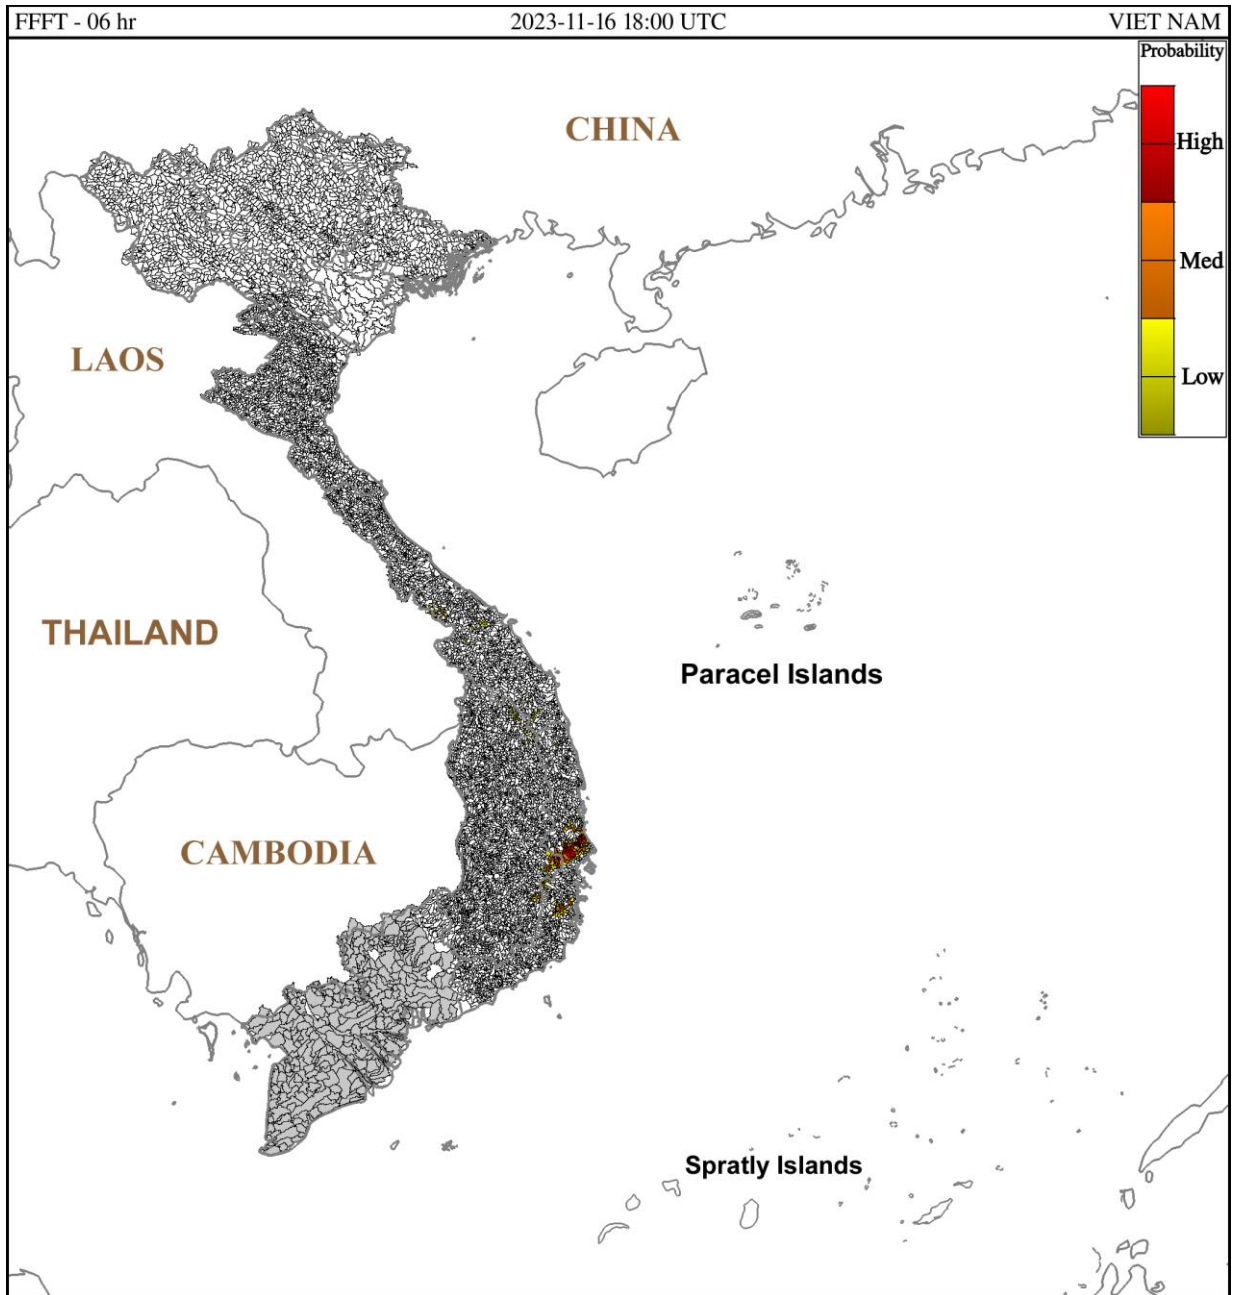 FFFT - 06 hr 2023-11-16 18:00 UTC VIET NAM
Probability
CHINA
High
Med
LAOS
Low
THAILAND
Paracel Islands
CAMBODIA
Spratly Islands